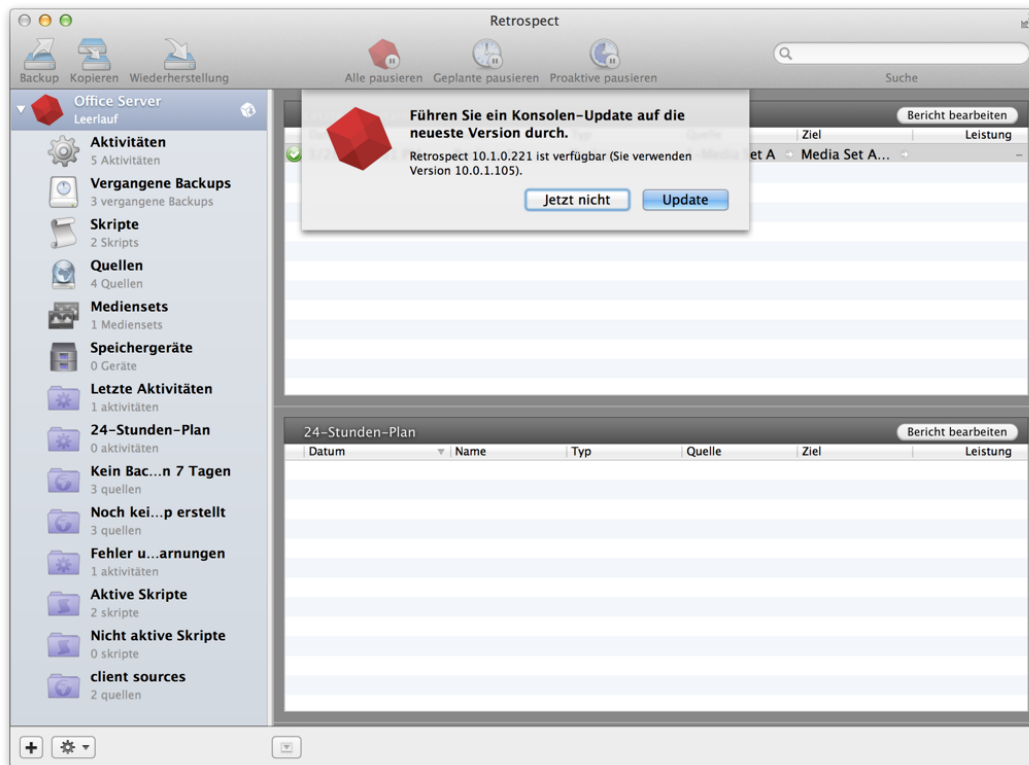 Retrospect
Backup Kopieren Wiederherstellung Alle pausieren Geplante pausieren Proaktive pausieren Suche
Office Server
Leerlauf
Aktivitäten
5 Aktivitäten
Vergangene Backups
3 vergangene Backups
Skripte
2 Skripts
Quellen
4 Quellen
Mediensets
1 Mediensets
Speichergeräte
0 Geräte
Letzte Aktivitäten
1 aktivitäten
24-Stunden-Plan
0 aktivitäten
Kein Bac...n 7 Tagen
3 quellen
Noch kei...p erstellt
3 quellen
Fehler u...arnungen
1 aktivitäten
Aktive Skripte
2 skripte
Nicht aktive Skripte
0 skripte
client sources
2 quellen
Führen Sie ein Konsolen-Update auf die
neueste Version durch.
Retrospect 10.1.0.221 ist verfügbar (Sie verwenden
Version 10.0.1.105).
Jetzt nicht Update
Bericht bearbeiten
Ziel Leistung
et A Media Set A... –
24-Stunden-Plan Bericht bearbeiten
Datum Name Typ Quelle Ziel Leistung